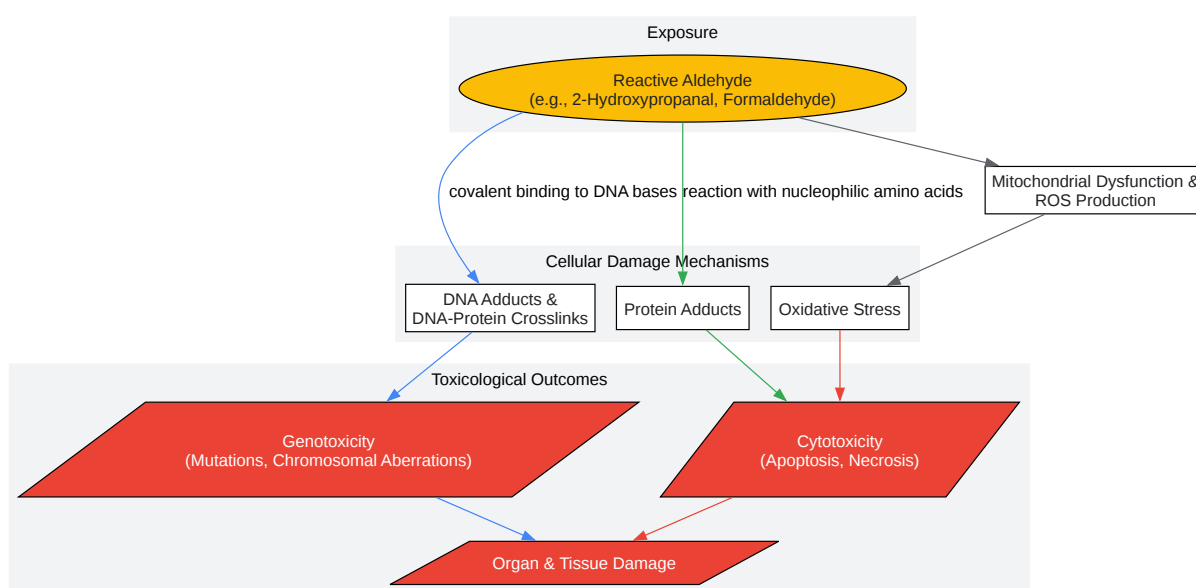 Exposure
Reactive Aldehyde
(e.g., 2-Hydroxypropanal, Formaldehyde)
covalent binding to DNA bases
reaction with nucleophilic amino acids
Mitochondrial Dysfunction &
ROS Production
Cellular Damage Mechanisms
DNA Adducts &
DNA-Protein Crosslinks
Protein Adducts
Oxidative Stress
Toxicological Outcomes
Genotoxicity
(Mutations, Chromosomal Aberrations)
Cytotoxicity
(Apoptosis, Necrosis)
Organ & Tissue Damage